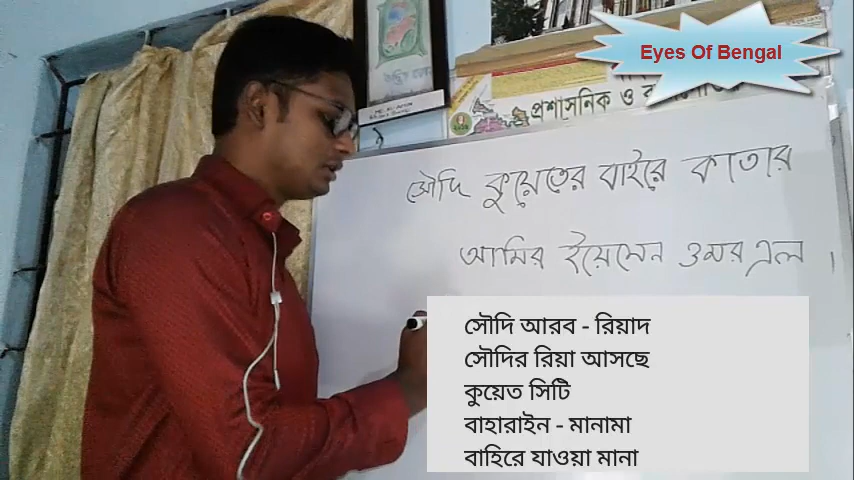 Eyes Of Bengal
প্রশাসনিক ও
সৌদি কুয়েতের বাইরে কাতার
আমির ইয়েমেন ওমর এল ।
সৌদি আরব - রিয়াদ
সৌদির রিয়া আসছে
কুয়েত সিটি
বাহারাইন - মানামা
বাহিরে যাওয়া মানা